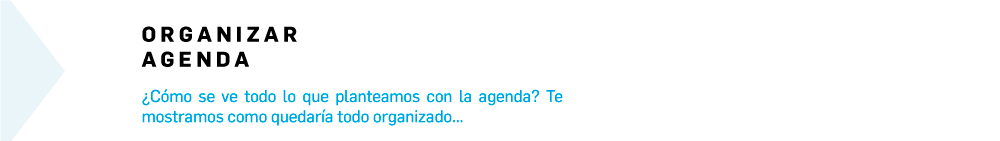 ORGANIZAR
AGENDA
¿Cómo se ve todo lo que planteamos con la agenda? Te
mostramos como quedaría todo organizado...